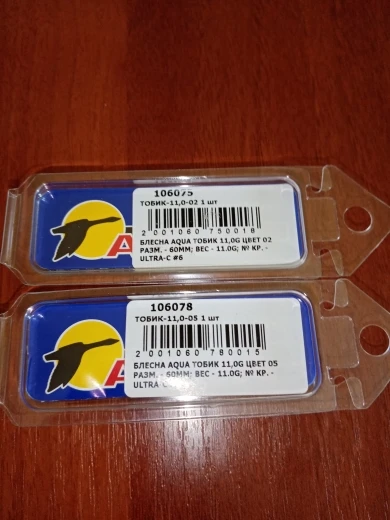 106075
ТОБИК-11,0-02 1 шт
2 001060 750018
БЛЕСНА AQUA ТОБИК 11,0G ЦВЕТ 02
РАЗМ. - 60MM; ВЕС - 11.0G; № КР. -
ULTRA-C #6
A
106078
ТОБИК-11,0-05 1 шт
2 001060 780015
БЛЕСНА AQUA ТОБИК 11,0G ЦВЕТ 05
РАЗМ. - 60MM; ВЕС - 11.0G; № КР. -
ULTRA-C
A